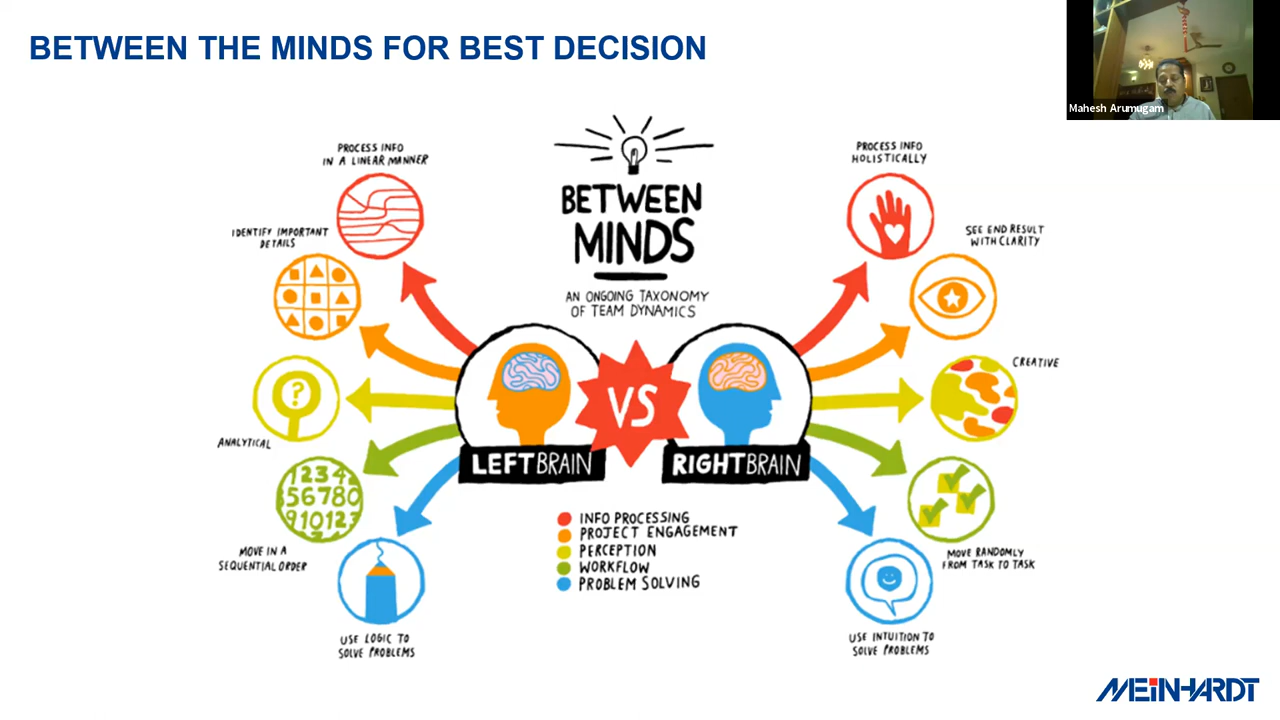 BETWEEN THE MINDS FOR BEST DECISION
Mahesh Arumugam
PROCESS INFO
IN A LINEAR MANNER
IDENTIFY IMPORTANT
DETAILS
ANALYTICAL
?
1234
56780
910123
MOVE IN A
SEQUENTIAL ORDER
USE LOGIC TO
SOLVE PROBLEMS
BETWEEN
MINDS
AN ONGOING TAXONOMY
OF TEAM DYNAMICS
LEFTBRAIN
VS
RIGHTBRAIN
INFO PROCESSING
PROJECT ENGAGEMENT
PERCEPTION
WORKFLOW
PROBLEM SOLVING
PROCESS INFO
HOLISTICALLY
SEE END RESULT
WITH CLARITY
CREATIVE
MOVE RANDOMLY
FROM TASK TO TASK
USE INTUITION TO
SOLVE PROBLEMS
MEINHARDT